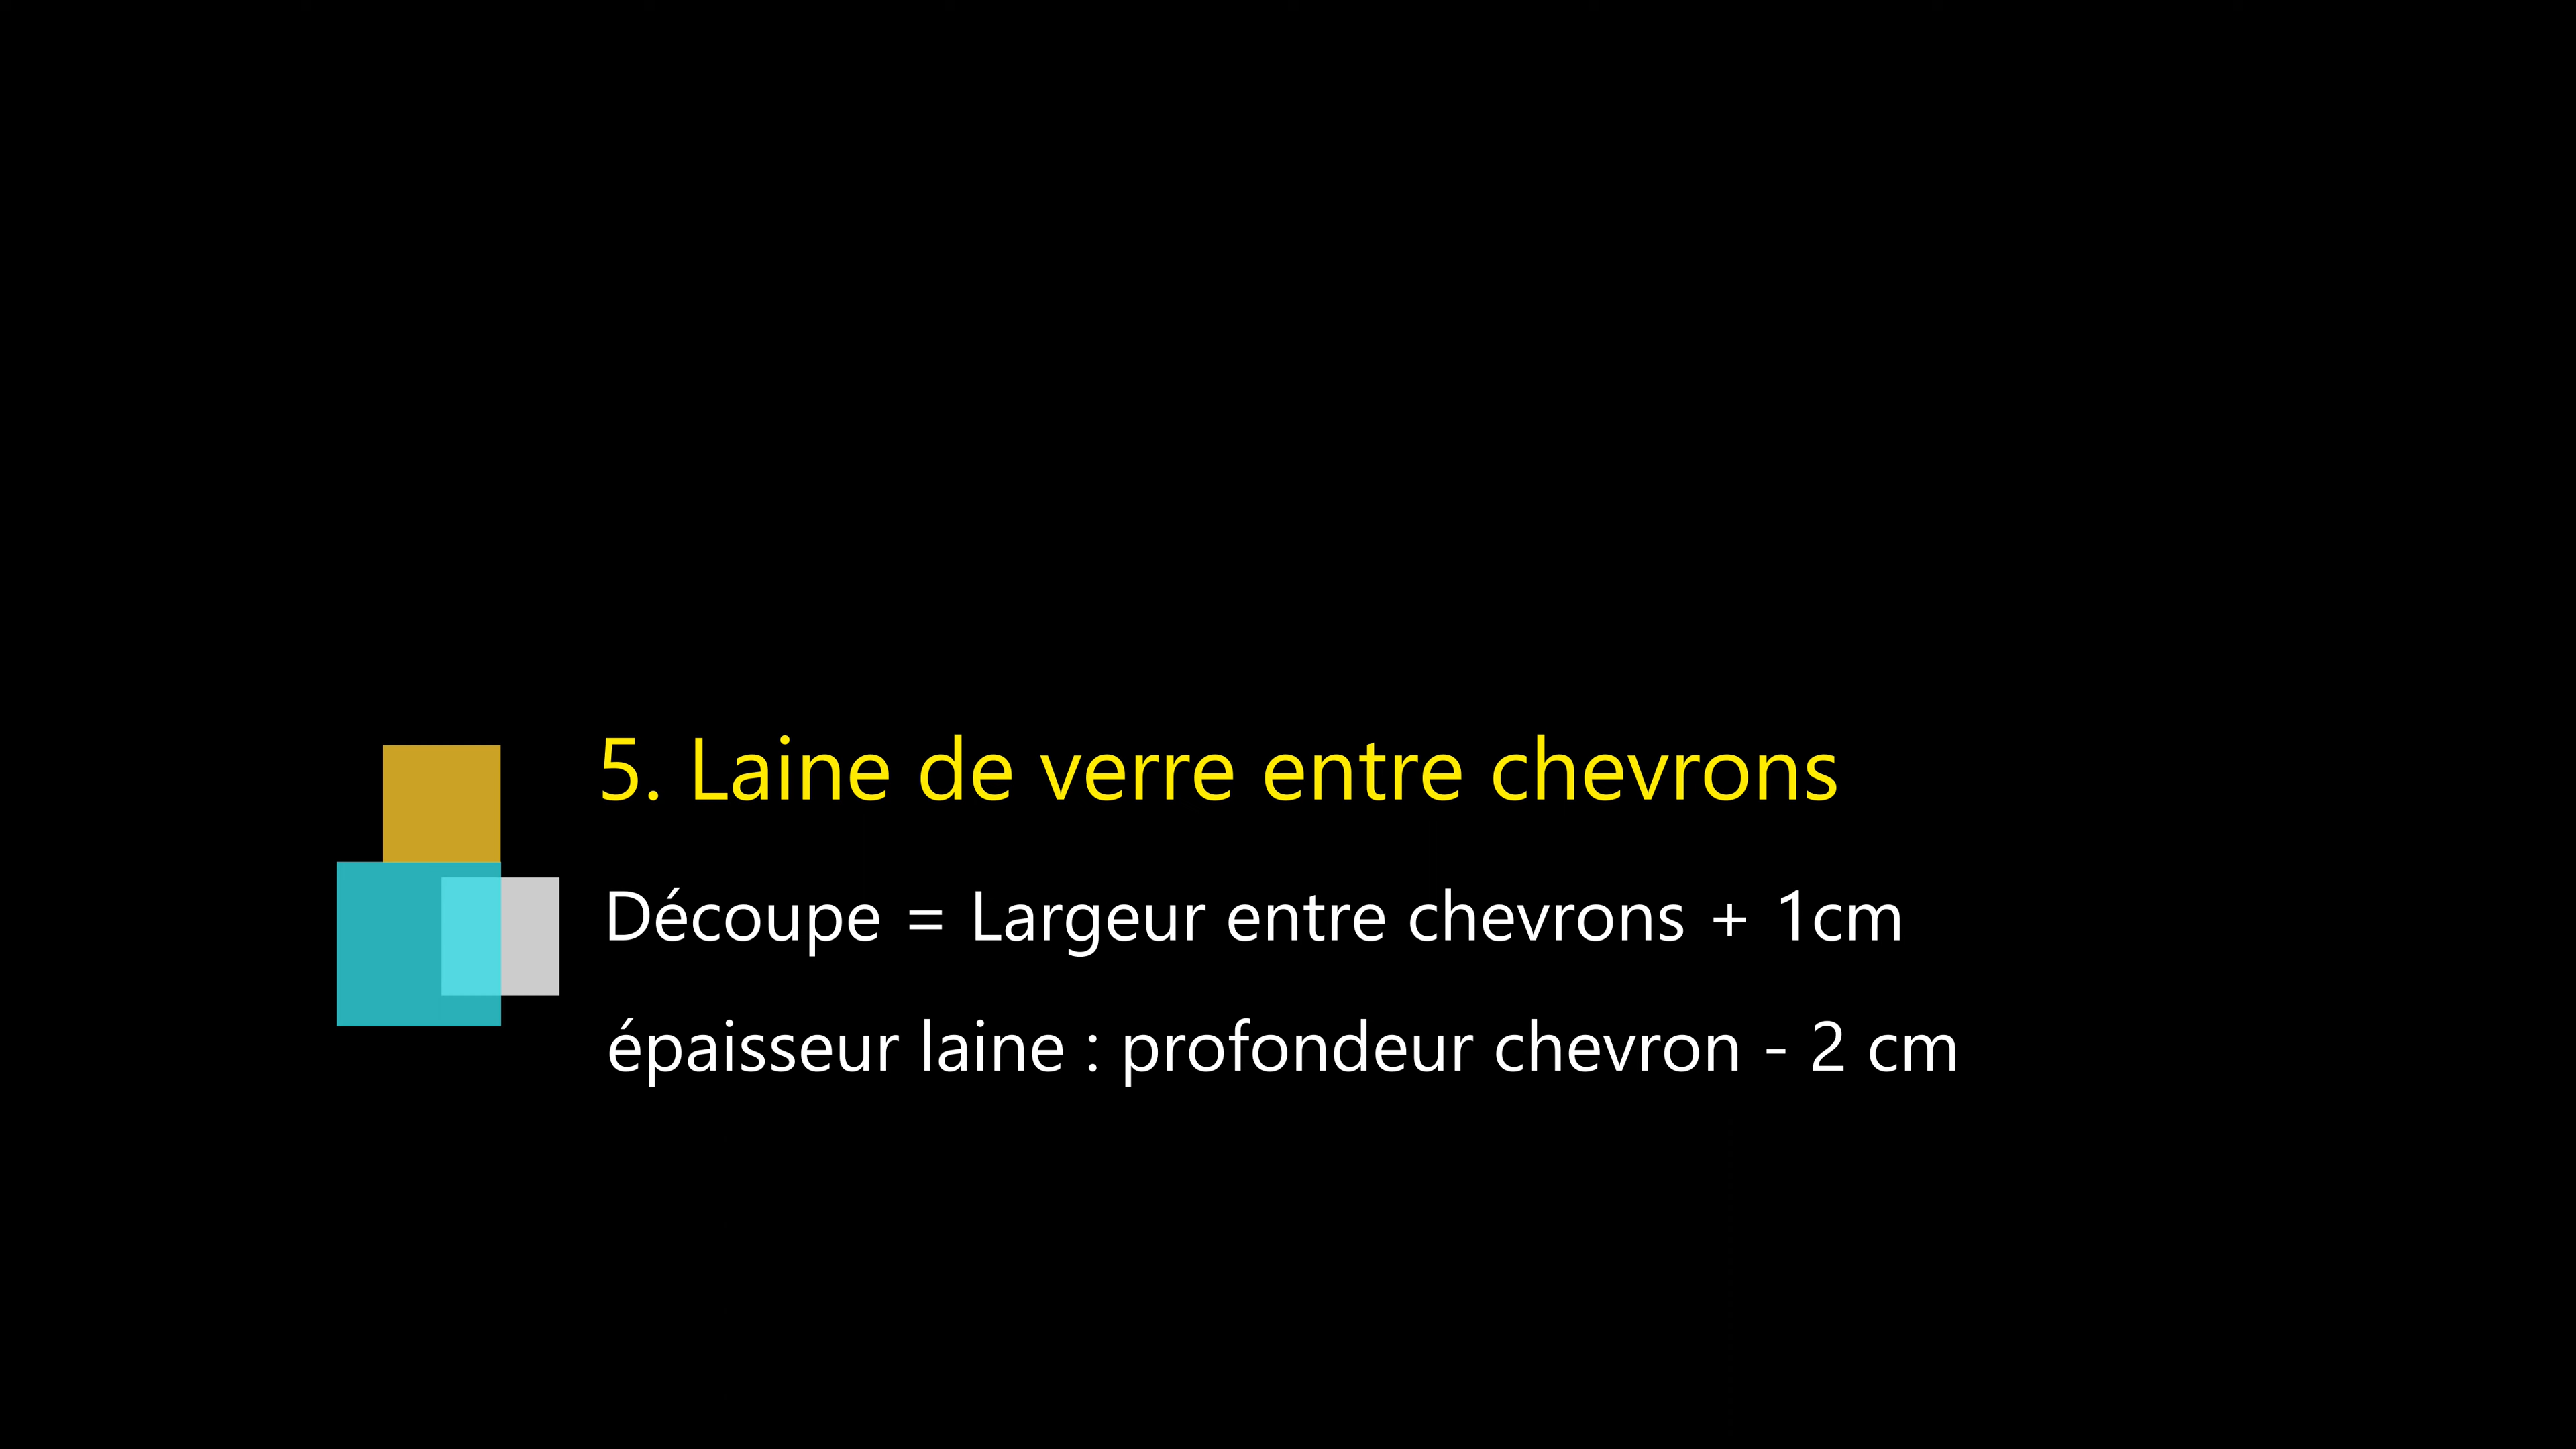 5. Laine de verre entre chevrons
Découpe = Largeur entre chevrons + 1cm
épaisseur laine : profondeur chevron - 2 cm